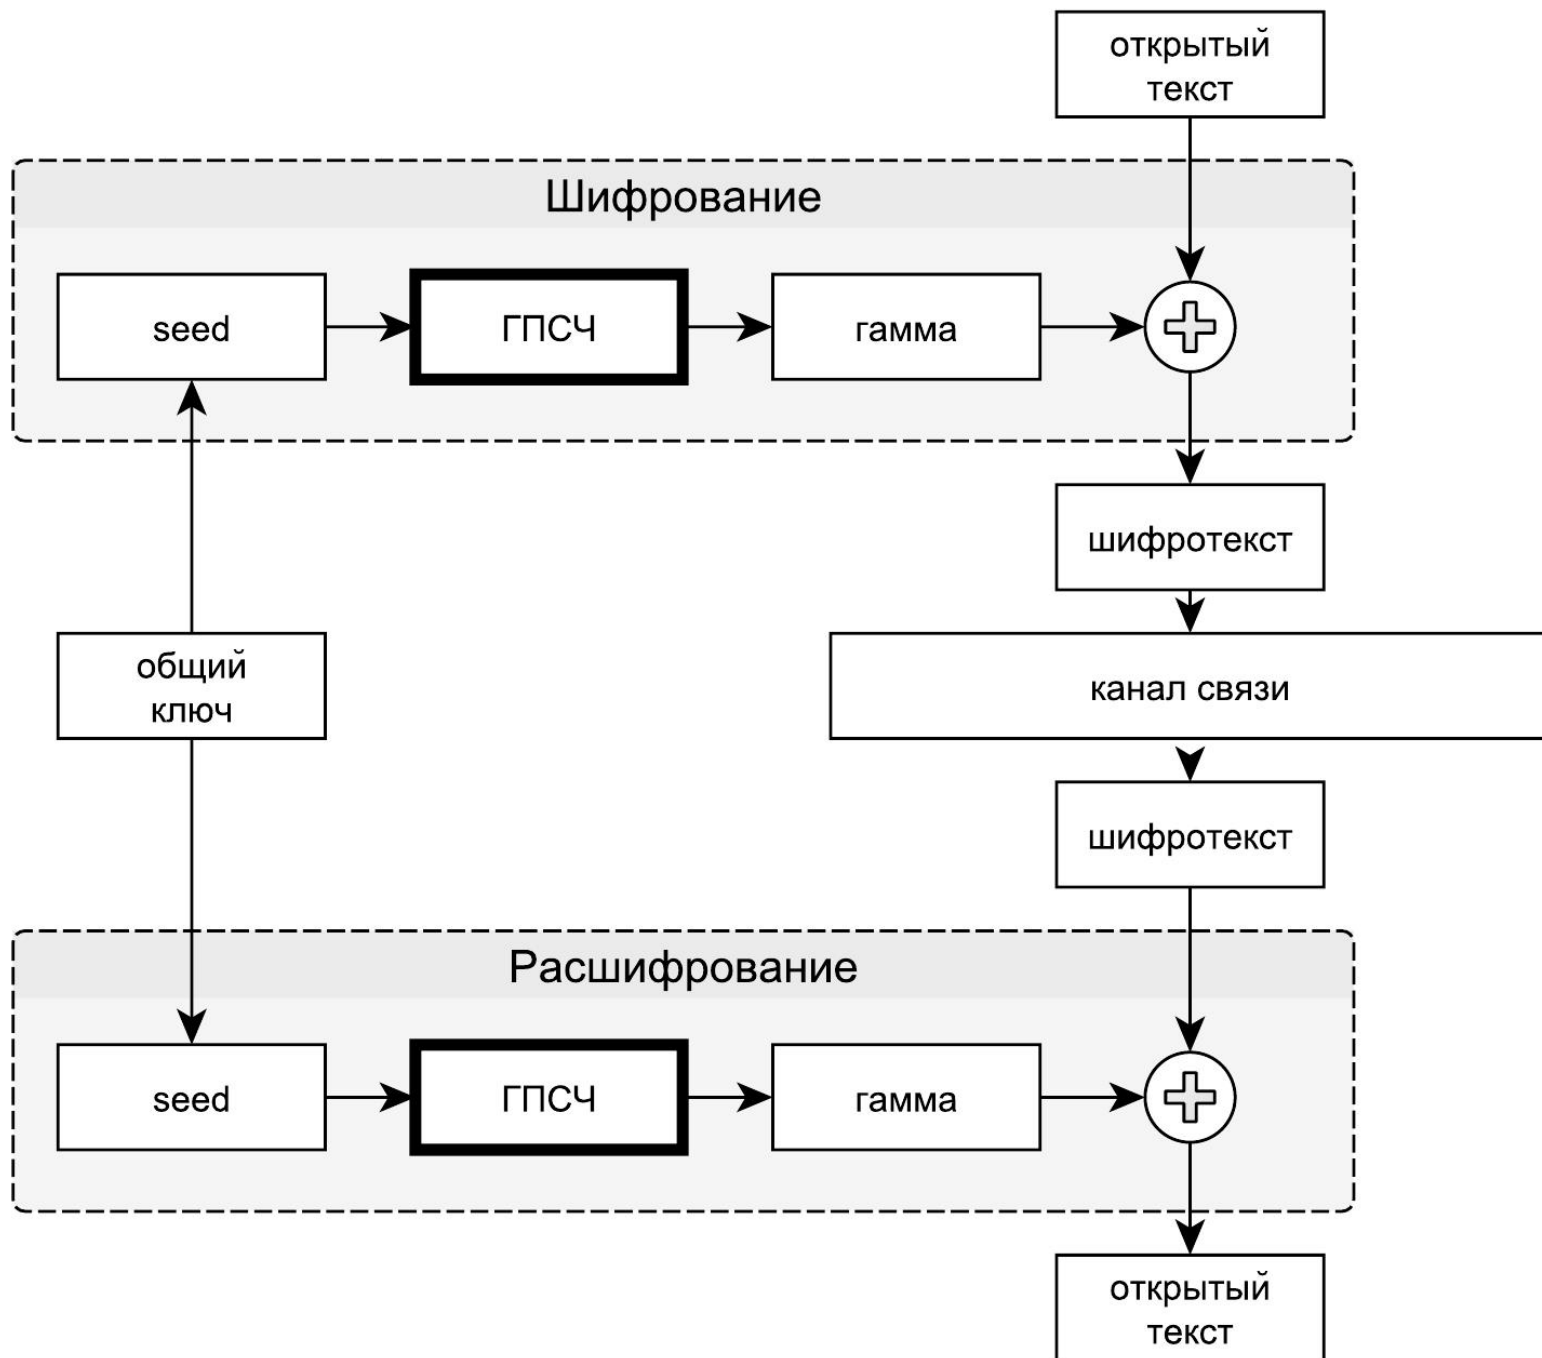 открытый
текст
Шифрование
seed
ГПСЧ
гамма
шифротекст
общий
ключ
канал связи
шифротекст
Расшифрование
seed
ГПСЧ
гамма
открытый
текст